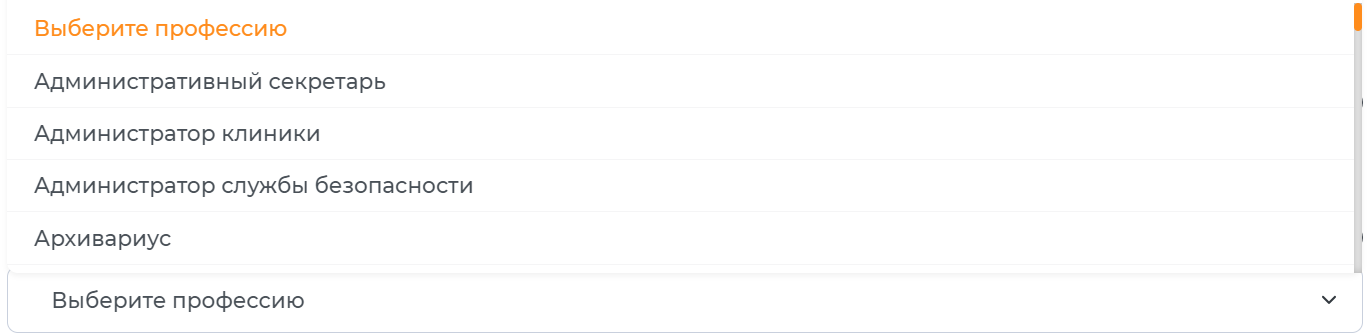 Выберите профессию
Административный секретарь
Администратор клиники
Администратор службы безопасности
Архивариус
Выберите профессию